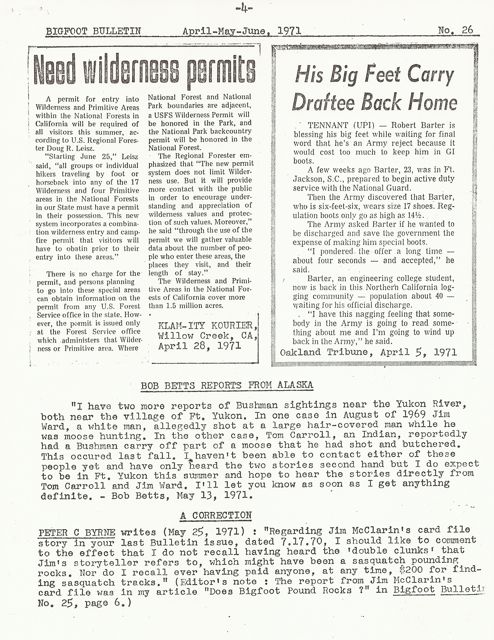 -4-
BIGFOOT BULLETIN April-May-June, 1971 No. 26
Need wilderness permits
A permit for entry into
Wilderness and Primitive Areas
within the National Forests in
California will be required of
all visitors this summer, ac-
cording to U.S. Regional Fores-
ter Doug R. Leisz.
"Starting June 25," Leisz
said, "all groups or individual
hikers traveling by foot or
horseback into any of the 17
Wilderness and four Primitive
areas in the National Forests
in our State must have a permit
in their possession. This new
system incorporates a combina-
tion wilderness entry and camp-
fire permit that visitors will
have to obtain prior to their
entry into these areas."
There is no charge for the
permit, and persons planning
to go into these special areas
can obtain information on the
permit from any U.S. Forest
Service office in the state. How-
ever, the permit is issued only
at the Forest Service office
which administers that Wilder-
ness or Primitive area. Where
National Forest and National
Park boundaries are adjacent,
a USFS Wilderness Permit will
be honored in the Park, and
the National Park backcountry
permit will be honored in the
National Forest.
The Regional Forester em-
phasized that "The new permit
system does not limit Wilder-
ness use. But it will provide
more contact with the public
in order to encourage under-
standing and appreciation of
wilderness values and protec-
tion of such values. Moreover,"
he said "through the use of the
permit we will gather valuable
data about the number of peo-
ple who enter these areas, the
places they visit, and their
length of stay."
The Wilderness and Primi-
tive Areas in the National For-
ests of California cover more
than 1.5 million acres.
KLAM-ITY KOURIER,
Willow Creek, CA,
April 28, 1971
His Big Feet Carry
Draftee Back Home
TENNANT (UPI) — Robert Barter is
blessing his big feet while waiting for final
word that he's an Army reject because it
would cost too much to keep him in GI
boots.
A few weeks ago Barter, 23, was in Ft.
Jackson, S.C., prepared to begin active duty
service with the National Guard.
Then the Army discovered that Barter,
who is six-feet-six, wears size 17 shoes. Reg-
ulation boots only go as high as 14½.
The Army asked Barter if he wanted to
be discharged and save the government the
expense of making him special boots.
"I pondered the offer a long time —
about four seconds — and accepted," he
said.
Barter, an engineering college student,
now is back in this Northern California log-
ging community — population about 40 —
waiting for his official discharge.
"I have this nagging feeling that some-
body in the Army is going to read some-
thing about me and I'm going to wind up
back in the Army," he said.
Oakland Tribune, April 5, 1971
BOB BETTS REPORTS FROM ALASKA
"I have two more reports of Bushman sightings near the Yukon River,
both near the village of Ft. Yukon. In one case in August of 1969 Jim
Ward, a white man, allegedly shot at a large hair-covered man while he
was moose hunting. In the other case, Tom Carroll, an Indian, reportedly
had a Bushman carry off part of a moose that he had shot and butchered.
This occured last fall. I haven't been able to contact either of these
people yet and have only heard the two stories second hand but I do expect
to be in Ft. Yukon this summer and hope to hear the stories directly from
Tom Carroll and Jim Ward. I'll let you know as soon as I get anything
definite. - Bob Betts, May 13, 1971.
A CORRECTION
PETER C BYRNE writes (May 25, 1971) : "Regarding Jim McClarin's card file
story in your last Bulletin issue, dated 7.17.70, I should like to comment
to the effect that I do not recall having heard the 'double clunks' that
Jim's storyteller refers to, which might have been a sasquatch pounding
rocks. Nor do I recall ever having paid anyone, at any time, $200 for find-
ing sasquatch tracks." (Editor's note : The report from Jim McClarin's
card file was in my article "Does Bigfoot Pound Rocks ?" in Bigfoot Bulletin
No. 25, page 6.)